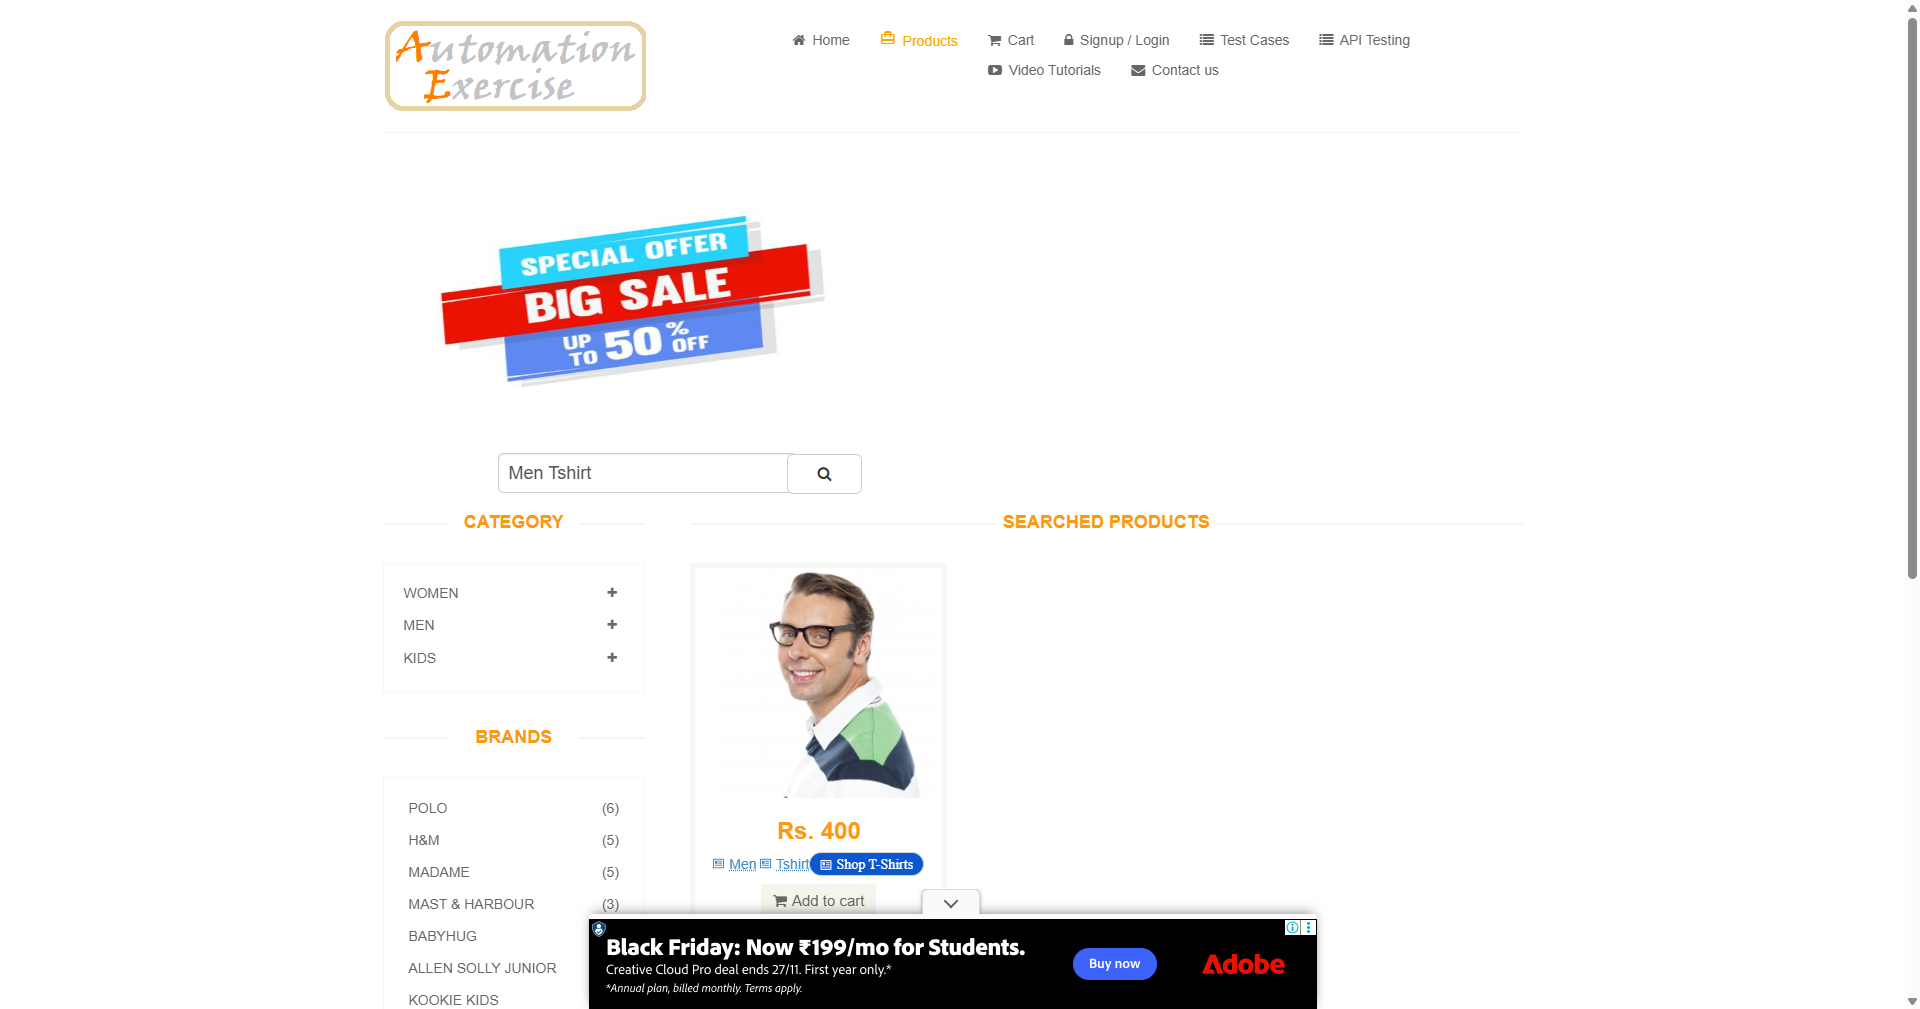 Automation
Exercise
Home
Products
Cart
Signup / Login
Test Cases
API Testing
Video Tutorials
Contact us
SPECIAL OFFER
BIG SALE
UP TO 50% OFF
Men Tshirt
CATEGORY
WOMEN
MEN
KIDS
BRANDS
POLO (6)
H&M (5)
MADAME (5)
MAST & HARBOUR (3)
BABYHUG
ALLEN SOLLY JUNIOR
KOOKIE KIDS
SEARCHED PRODUCTS
Rs. 400
Men Tshirt Shop T-Shirts
Add to cart
Black Friday: Now ₹199/mo for Students.
Creative Cloud Pro deal ends 27/11. First year only.*
*Annual plan, billed monthly. Terms apply.
Buy now
Adobe